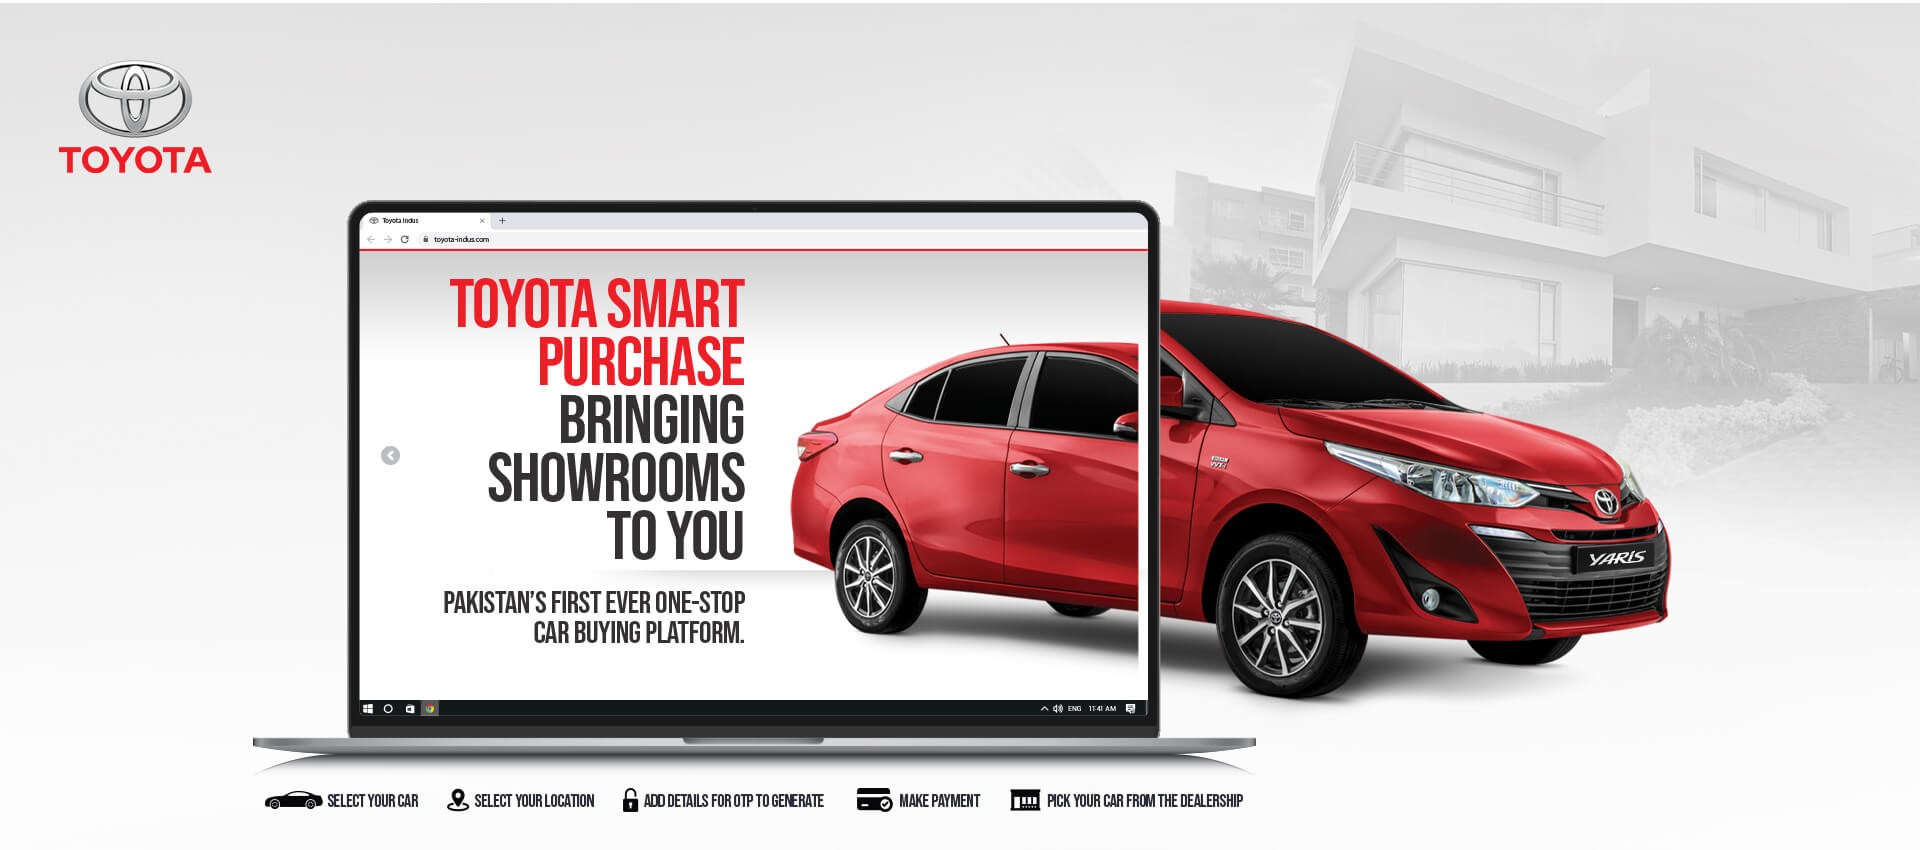 TOYOTA
Toyota Indus
toyota-indus.com
TOYOTA SMART
PURCHASE
BRINGING
SHOWROOMS
TO YOU
PAKISTAN'S FIRST EVER ONE-STOP
CAR BUYING PLATFORM.
YARIS
ENG 11:41 AM
SELECT YOUR CAR
SELECT YOUR LOCATION
ADD DETAILS FOR OTP TO GENERATE
MAKE PAYMENT
PICK YOUR CAR FROM THE DEALERSHIP